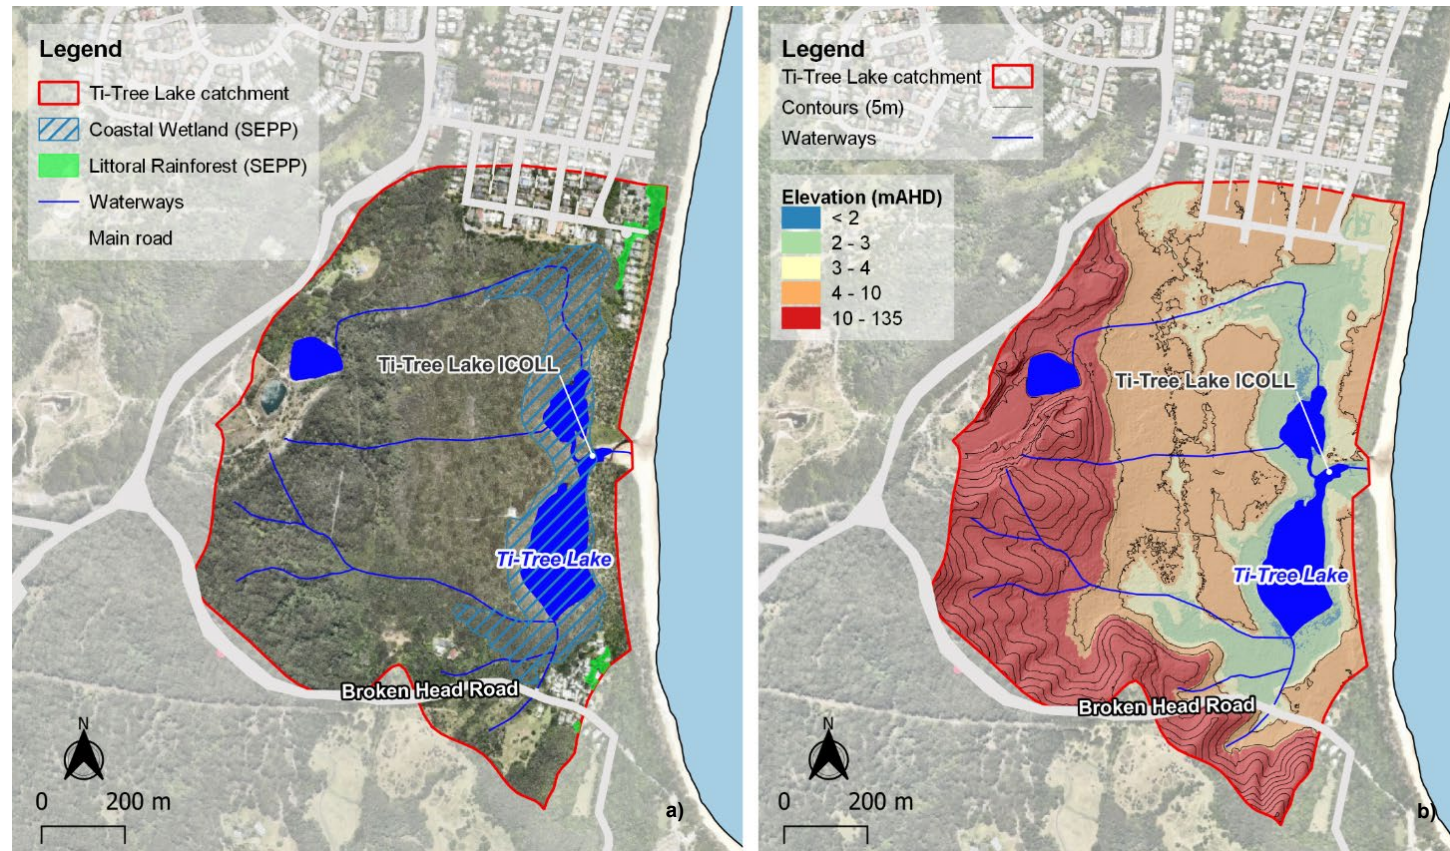 Legend
Ti-Tree Lake catchment
Coastal Wetland (SEPP)
Littoral Rainforest (SEPP)
Waterways
Main road
Ti-Tree Lake ICOLL
Ti-Tree Lake
Broken Head Road
N
0 200 m
a)
Legend
Ti-Tree Lake catchment
Contours (5m)
Waterways
Elevation (mAHD)
< 2
2 - 3
3 - 4
4 - 10
10 - 135
Ti-Tree Lake ICOLL
Ti-Tree Lake
Broken Head Road
N
0 200 m
b)